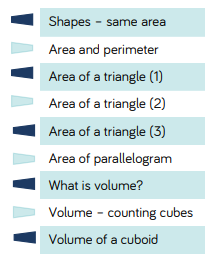 Shapes – same area
Area and perimeter
Area of a triangle (1)
Area of a triangle (2)
Area of a triangle (3)
Area of parallelogram
What is volume?
Volume – counting cubes
Volume of a cuboid